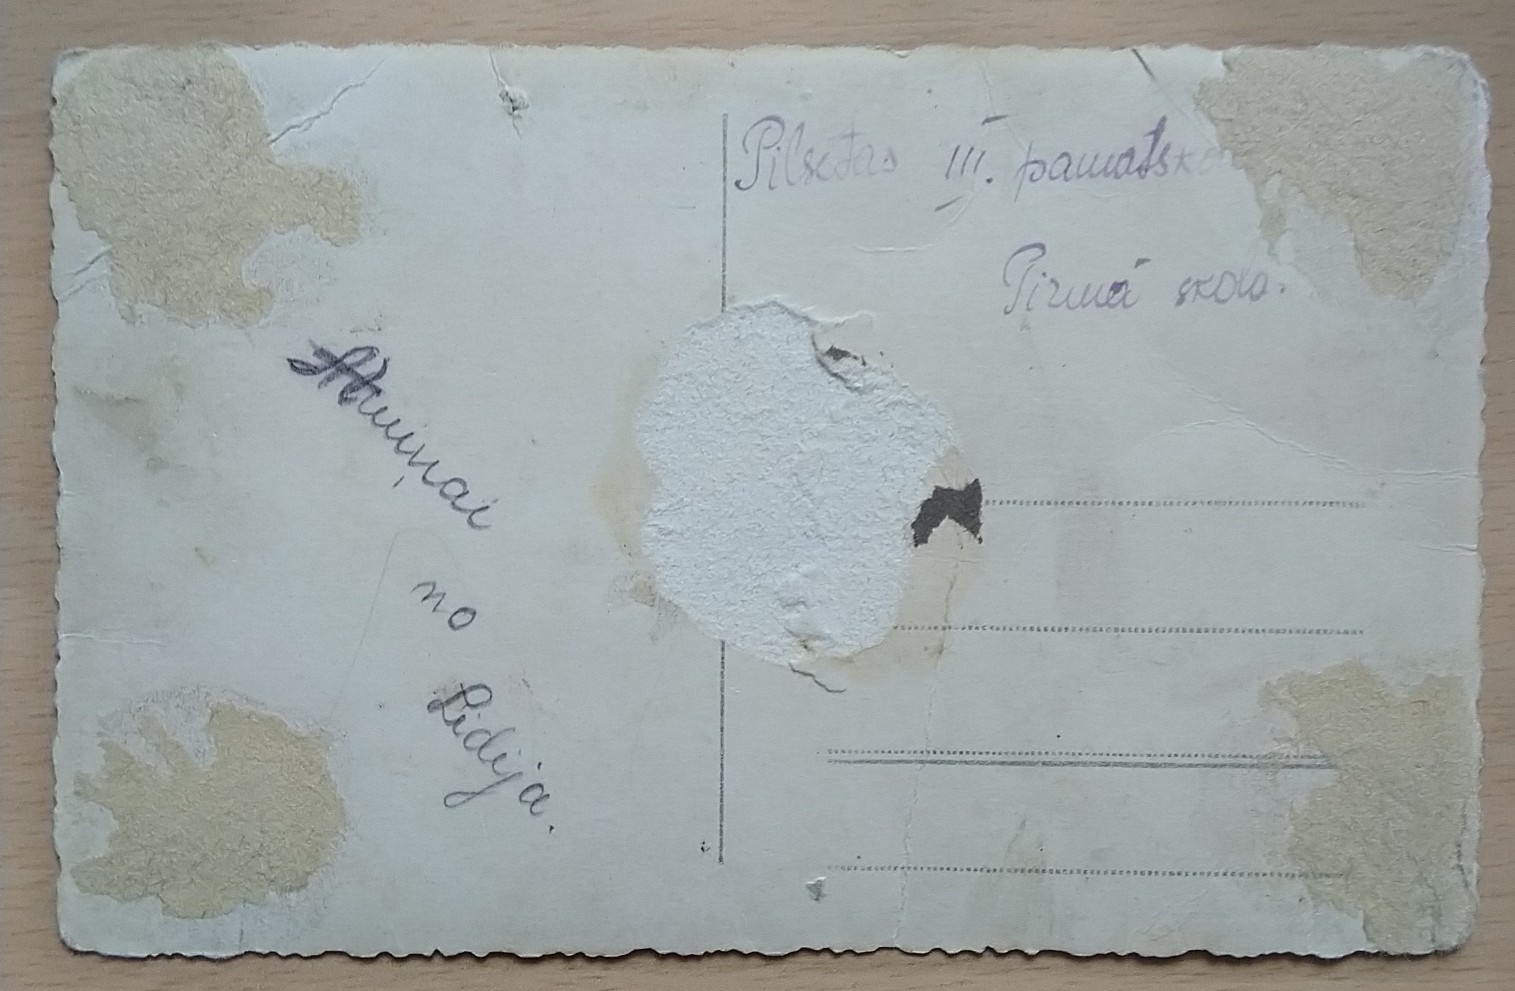 Atmiņai
no
Lidija.
Pilsētas III. pamatsko
Pirmā skola.